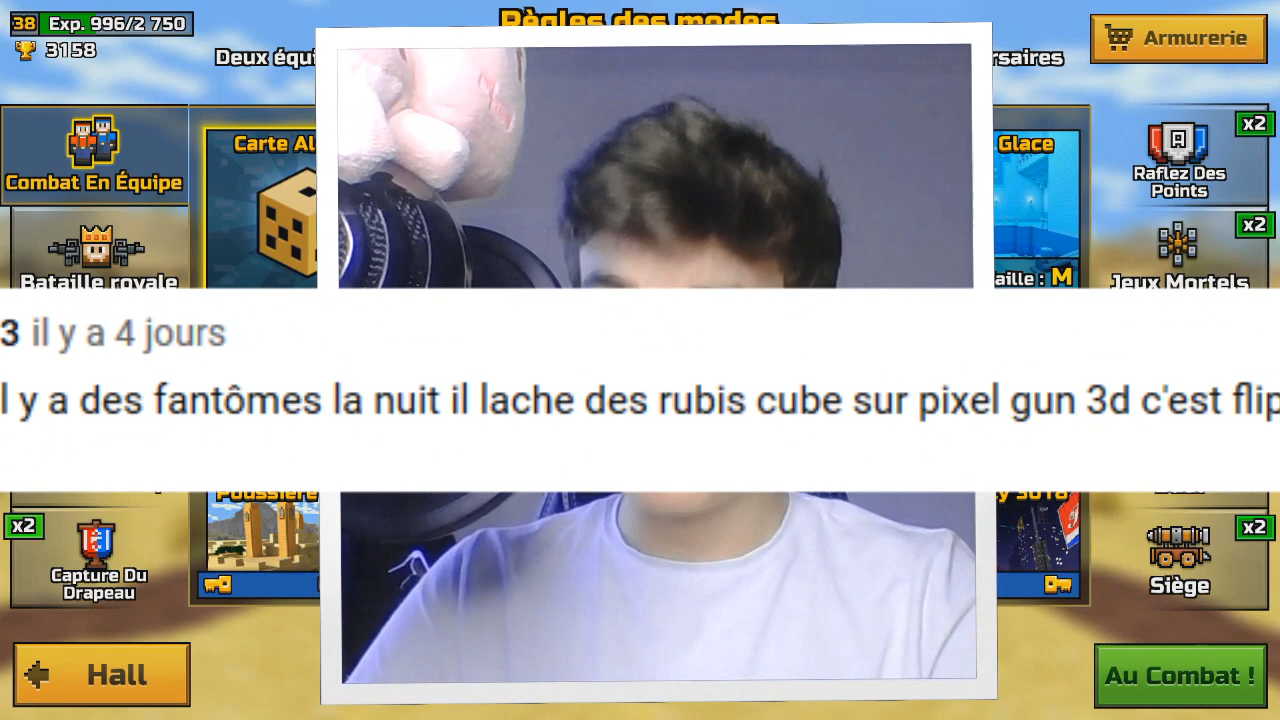 38 Exp. 996/2 750
3158
Règles des modes
Deux équi
rsaires
Armurerie
Combat En Équipe
Carte Al
Glace
x2
Raflez Des
Points
Bataille royale
aille : M
x2
Jeux Mortels
3 il y a 4 jours
l y a des fantômes la nuit il lache des rubis cube sur pixel gun 3d c'est flip
Poussière
x2
Capture Du
Drapeau
x2
Siège
Hall
Au Combat !